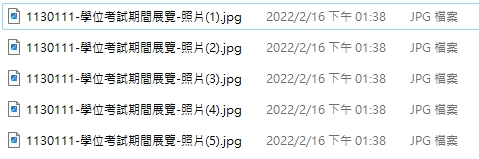 1130111-學位考試期間展覽-照片(1).jpg 2022/2/16 下午 01:38 JPG 檔案
1130111-學位考試期間展覽-照片(2).jpg 2022/2/16 下午 01:38 JPG 檔案
1130111-學位考試期間展覽-照片(3).jpg 2022/2/16 下午 01:38 JPG 檔案
1130111-學位考試期間展覽-照片(4).jpg 2022/2/16 下午 01:38 JPG 檔案
1130111-學位考試期間展覽-照片(5).jpg 2022/2/16 下午 01:38 JPG 檔案